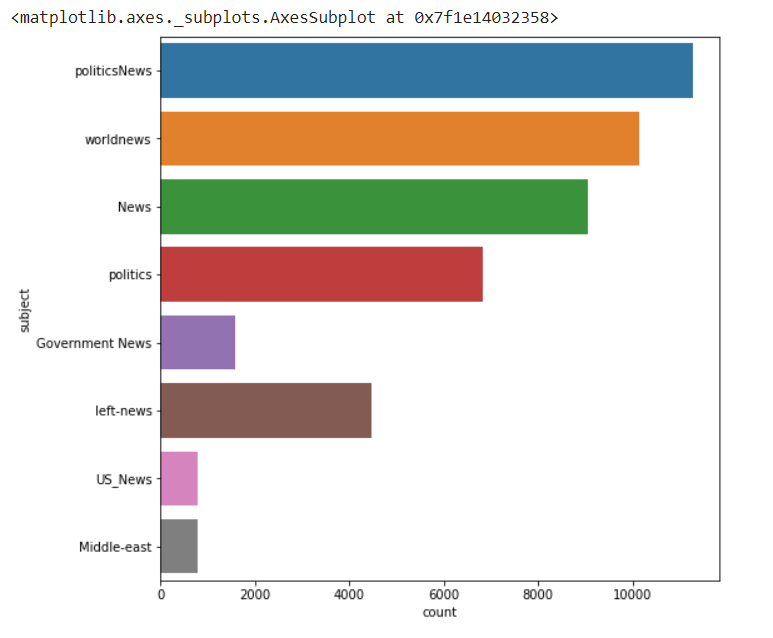 <matplotlib.axes._subplots.AxesSubplot at 0x7f1e14032358>
politicsNews
worldnews
News
politics
subject
Government News
left-news
US_News
Middle-east
0 2000 4000 6000 8000 10000
count